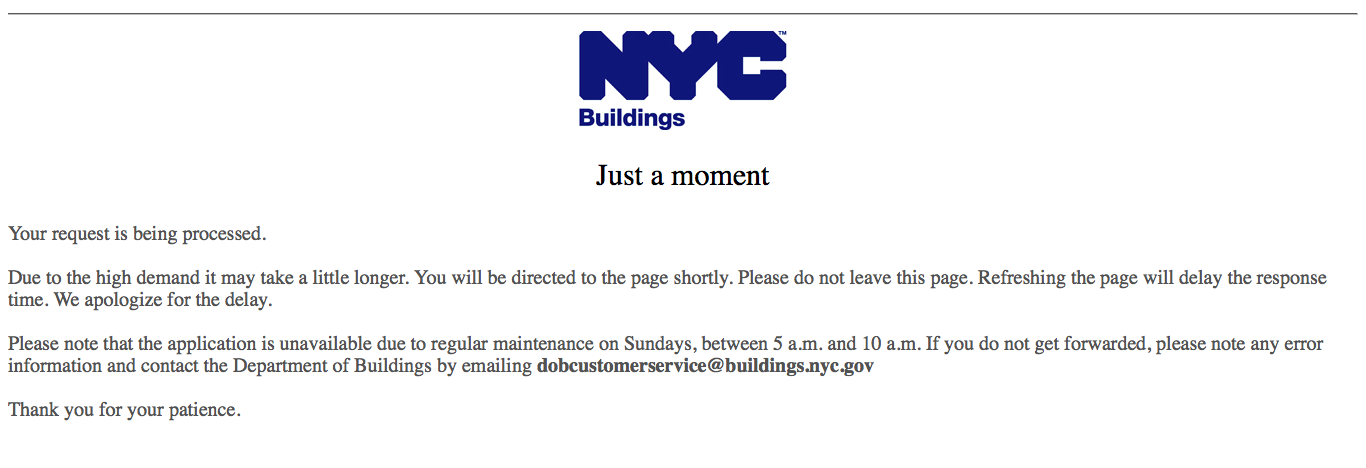 NYC™
Buildings
Just a moment
Your request is being processed.
Due to the high demand it may take a little longer. You will be directed to the page shortly. Please do not leave this page. Refreshing the page will delay the response
time. We apologize for the delay.
Please note that the application is unavailable due to regular maintenance on Sundays, between 5 a.m. and 10 a.m. If you do not get forwarded, please note any error
information and contact the Department of Buildings by emailing dobcustomerservice@buildings.nyc.gov
Thank you for your patience.